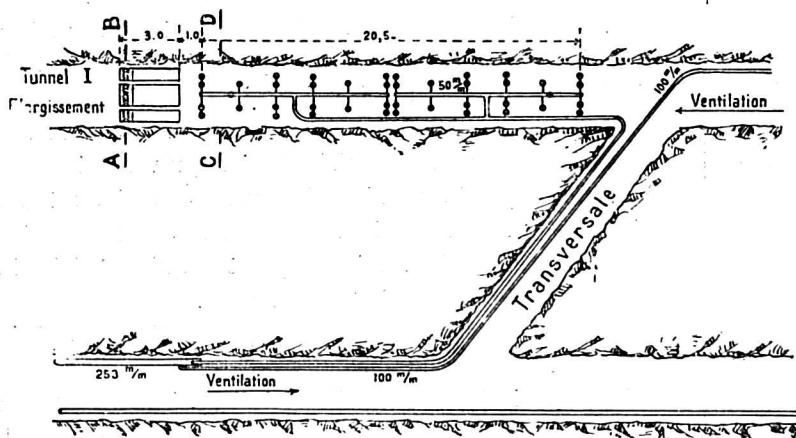 B
D
3.0
1.0
20,5
Tunnel I
50 m/m
100 m/m
Ventilation
A
C
Transversale
253 m/m
Ventilation
100 m/m